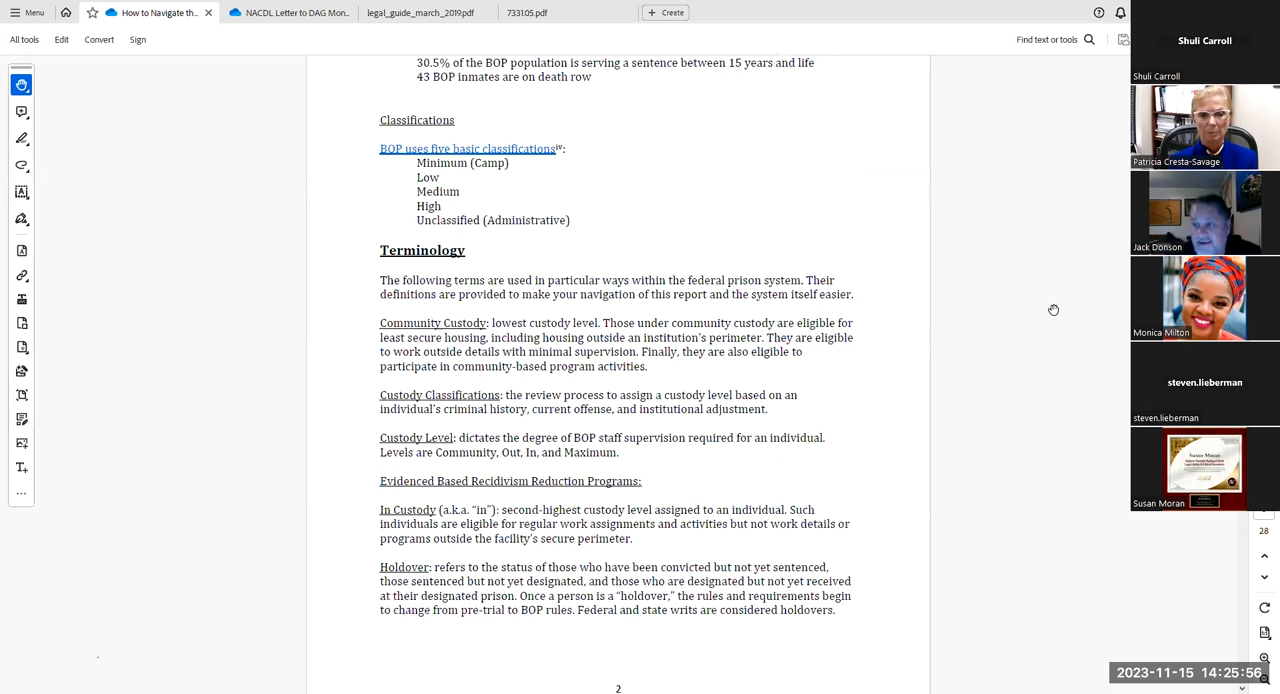 Menu
How to Navigate th...
NACDL Letter to DAG Mon...
legal_guide_march_2019.pdf
7331.05.pdf
+ Create
All tools
Edit
Convert
Sign
Find text or tools
30.5% of the BOP population is serving a sentence between 15 years and life
43 BOP inmates are on death row
Classifications
BOP uses five basic classificationsiv:
Minimum (Camp)
Low
Medium
High
Unclassified (Administrative)
Terminology
The following terms are used in particular ways within the federal prison system. Their
definitions are provided to make your navigation of this report and the system itself easier.
Community Custody: lowest custody level. Those under community custody are eligible for
least secure housing, including housing outside an institution's perimeter. They are eligible
to work outside details with minimal supervision. Finally, they are also eligible to
participate in community-based program activities.
Custody Classifications: the review process to assign a custody level based on an
individual's criminal history, current offense, and institutional adjustment.
Custody Level: dictates the degree of BOP staff supervision required for an individual.
Levels are Community, Out, In, and Maximum.
Evidenced Based Recidivism Reduction Programs:
In Custody (a.k.a. "in"): second-highest custody level assigned to an individual. Such
individuals are eligible for regular work assignments and activities but not work details or
programs outside the facility's secure perimeter.
Holdover: refers to the status of those who have been convicted but not yet sentenced,
those sentenced but not yet designated, and those who are designated but not yet received
at their designated prison. Once a person is a "holdover," the rules and requirements begin
to change from pre-trial to BOP rules. Federal and state writs are considered holdovers.
2
Shuli Carroll
Shuli Carroll
Patricia Cresta-Savage
Jack Donson
Monica Milton
steven.lieberman
steven.lieberman
Susan Moran
2022
Susan Moran
28
2023-11-15 14:25:56